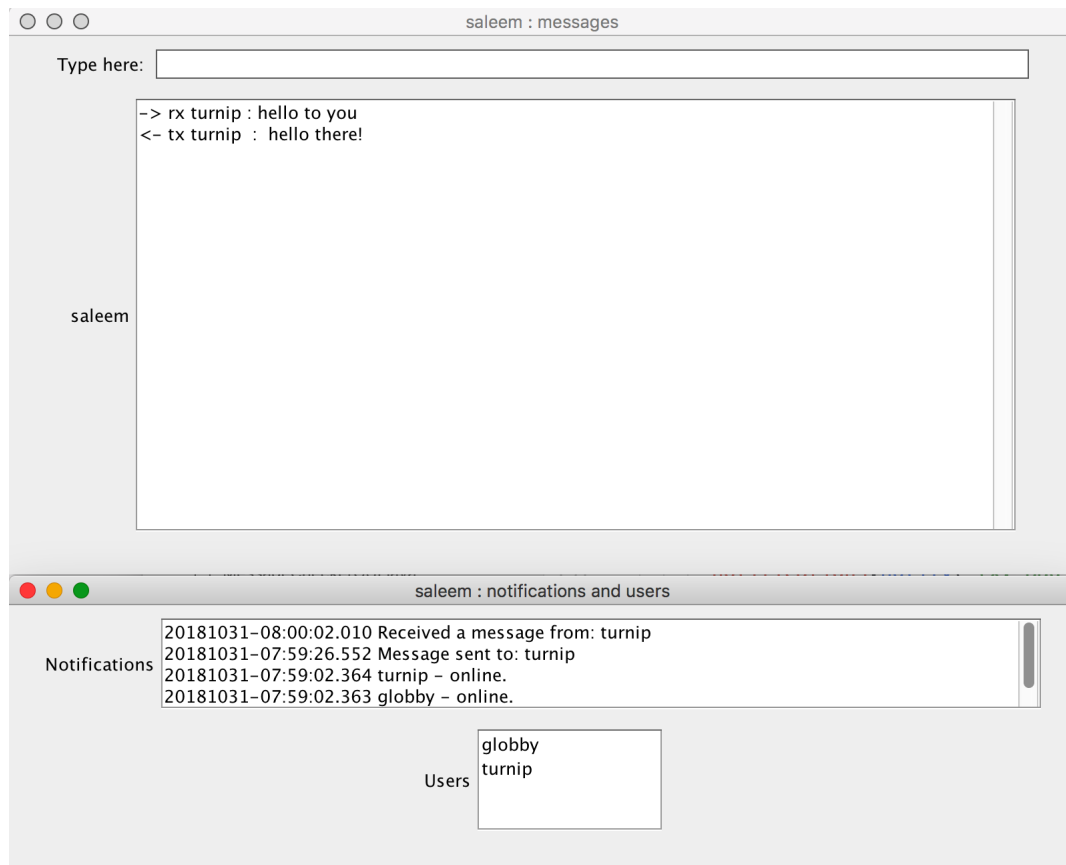 saleem : messages
Type here:
-> rx turnip : hello to you
<- tx turnip  :  hello there!
saleem
saleem : notifications and users
Notifications
20181031-08:00:02.010 Received a message from: turnip
20181031-07:59:26.552 Message sent to: turnip
20181031-07:59:02.364 turnip - online.
20181031-07:59:02.363 globby - online.
Users
globby
turnip